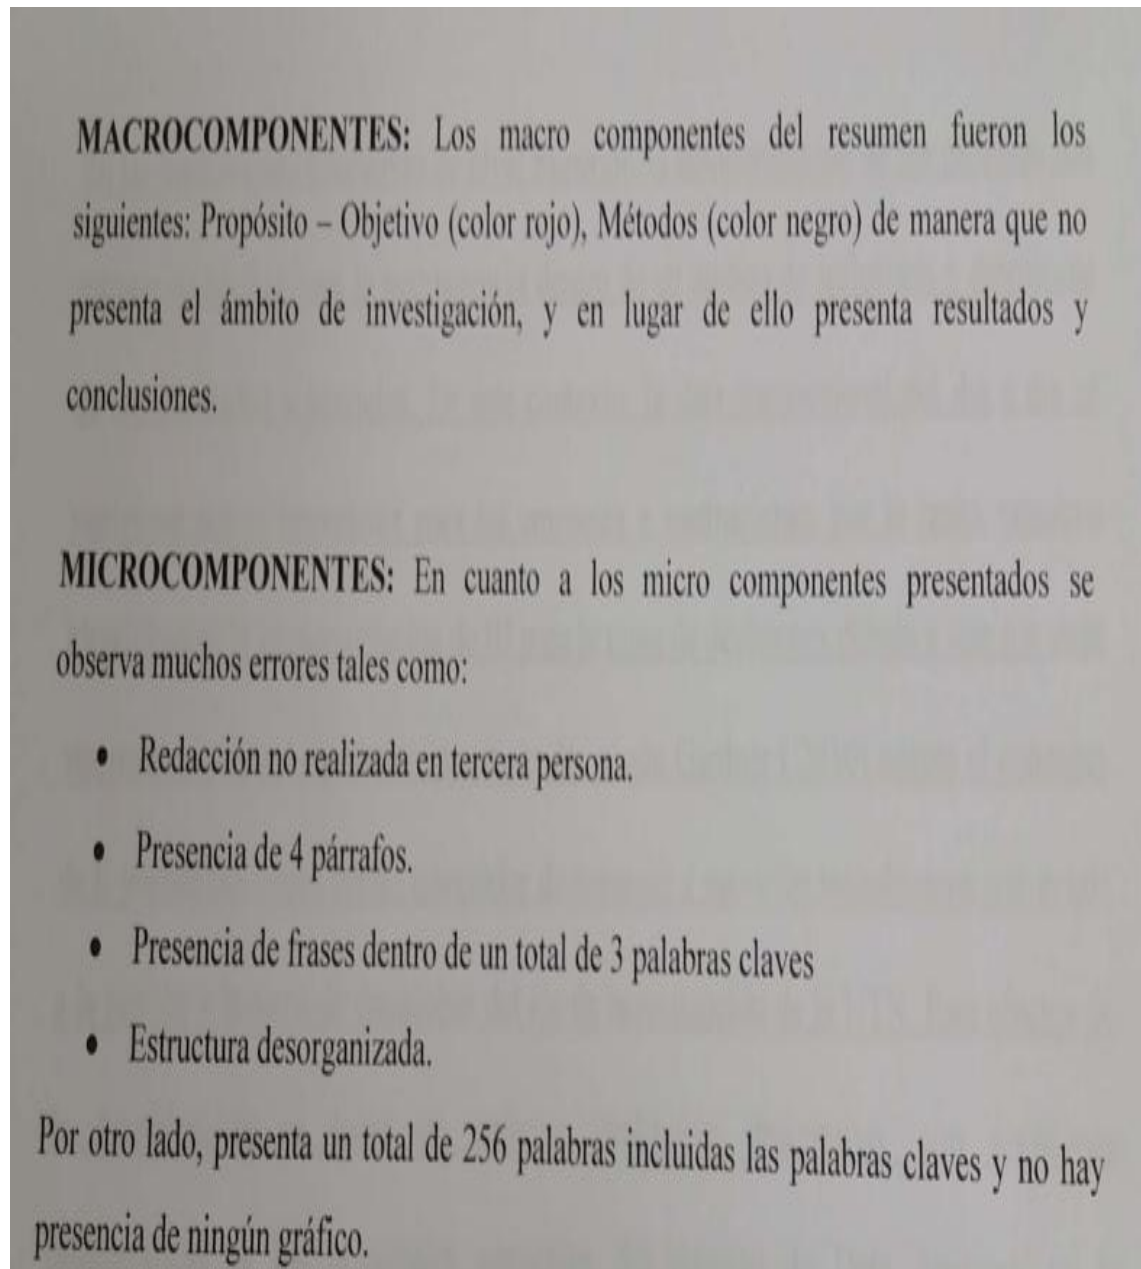 MACROCOMPONENTES: Los macro componentes del resumen fueron los
siguientes: Propósito – Objetivo (color rojo), Métodos (color negro) de manera que no
presenta el ámbito de investigación, y en lugar de ello presenta resultados y
conclusiones.
MICROCOMPONENTES: En cuanto a los micro componentes presentados se
observa muchos errores tales como:
• Redacción no realizada en tercera persona.
• Presencia de 4 párrafos.
• Presencia de frases dentro de un total de 3 palabras claves
• Estructura desorganizada.
Por otro lado, presenta un total de 256 palabras incluidas las palabras claves y no hay
presencia de ningún gráfico.